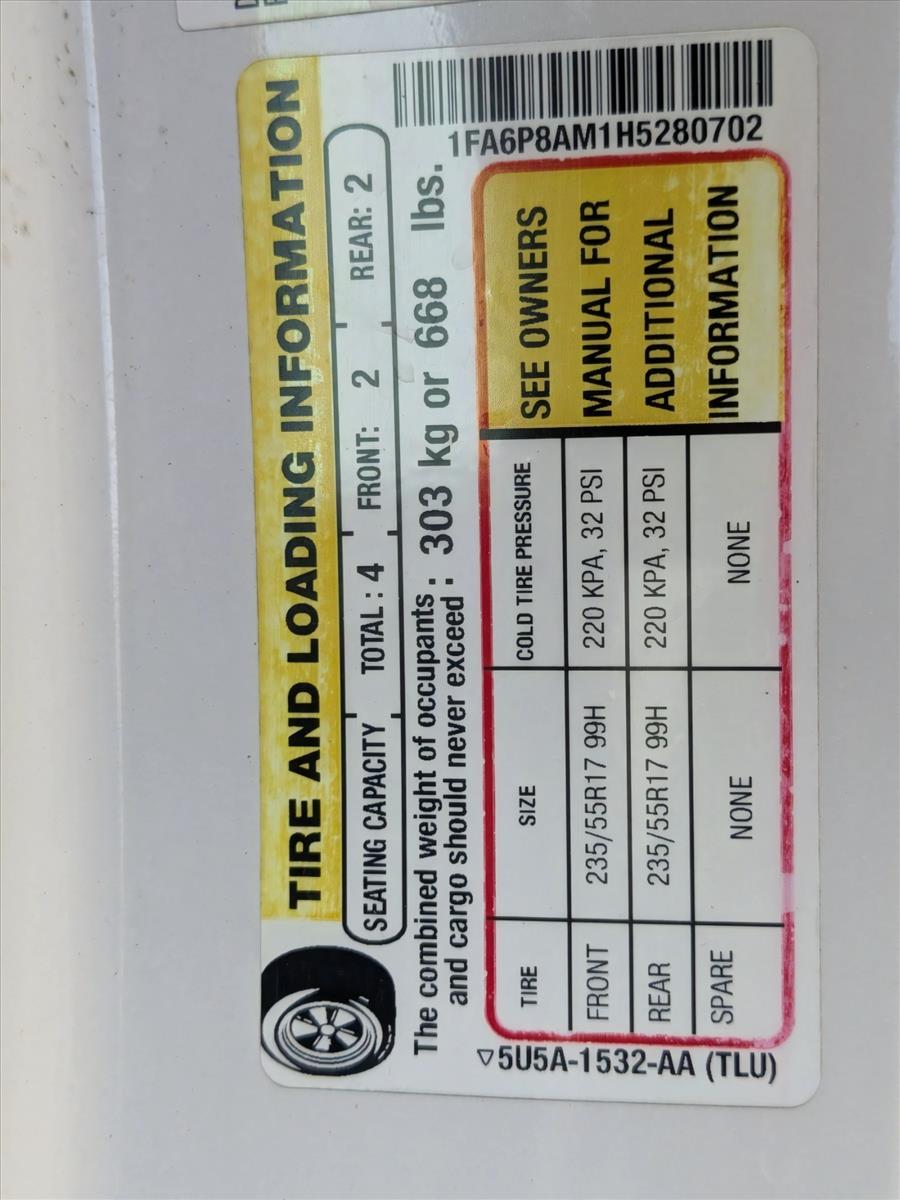 TIRE AND LOADING INFORMATION
SEATING CAPACITY TOTAL : 4 FRONT: 2 REAR: 2
The combined weight of occupants : 303 kg or 668 lbs.
and cargo should never exceed :
1FA6P8AM1H5280702
TIRE SIZE COLD TIRE PRESSURE
FRONT 235/55R17 99H 220 KPA, 32 PSI
REAR 235/55R17 99H 220 KPA, 32 PSI
SPARE NONE NONE
SEE OWNERS
MANUAL FOR
ADDITIONAL
INFORMATION
▽5U5A-1532-AA (TLU)